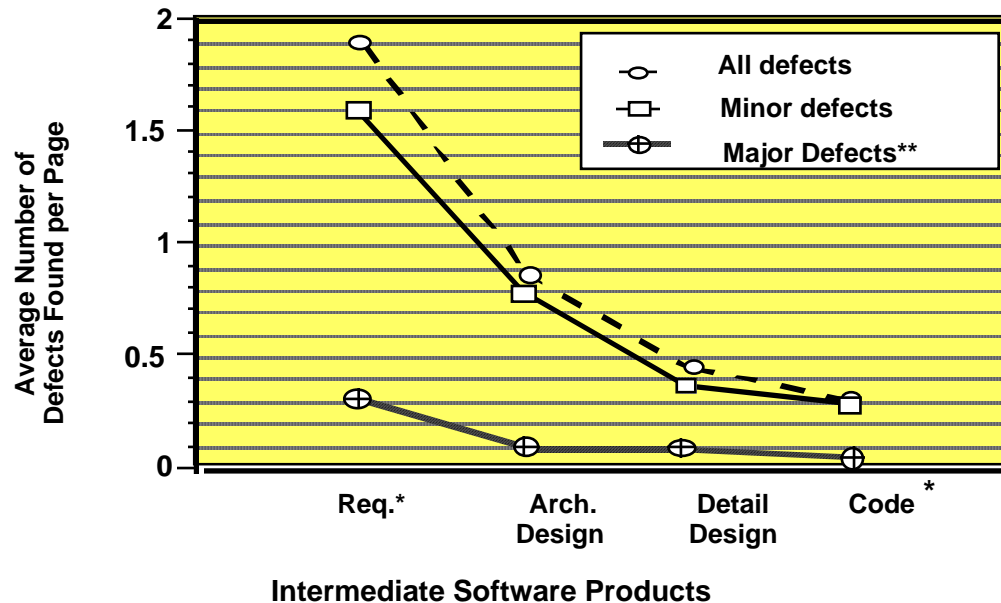 2
1.5
1
0.5
0
Average Number of
Defects Found per Page
All defects
Minor defects
Major Defects**
Req.*
Arch.
Design
Detail
Design
Code *
Intermediate Software Products